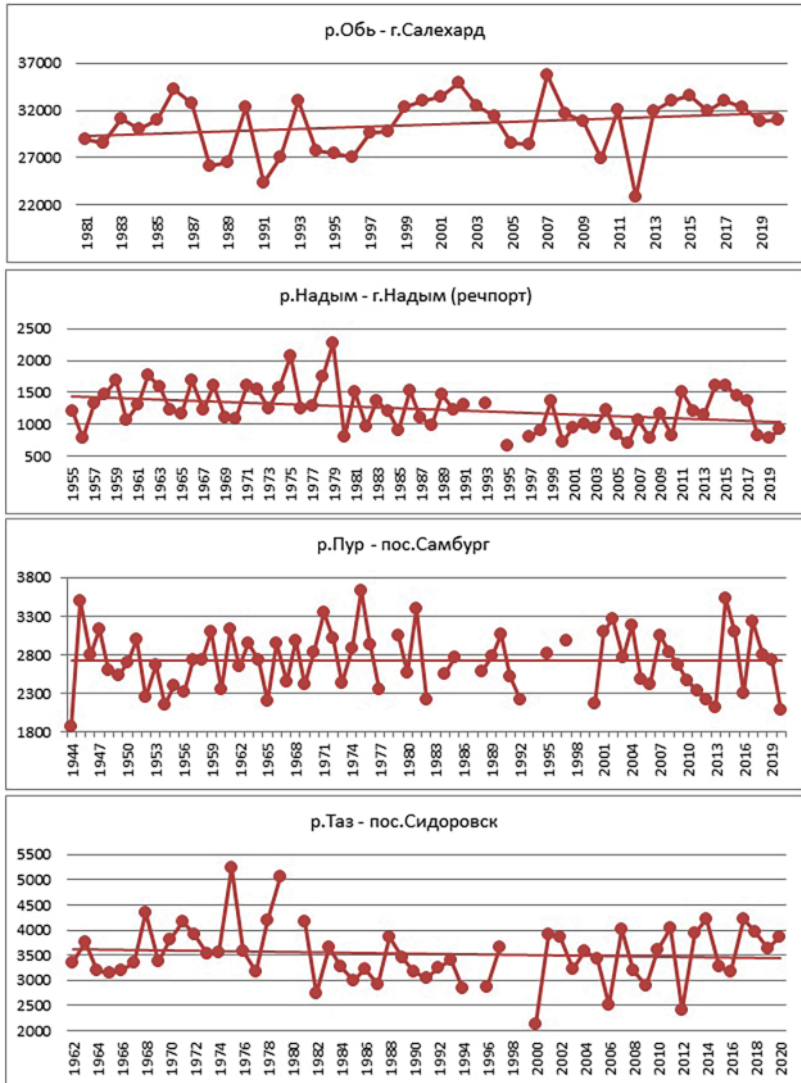 р.Обь - г.Салехард
37000
32000
27000
22000
1981 1983 1985 1987 1989 1991 1993 1995 1997 1999 2001 2003 2005 2007 2009 2011 2013 2015 2017 2019
р.Надым - г.Надым (речпорт)
2500
2000
1500
1000
500
1955 1957 1959 1961 1963 1965 1967 1969 1971 1973 1975 1977 1979 1981 1983 1985 1987 1989 1991 1993 1995 1997 1999 2001 2003 2005 2007 2009 2011 2013 2015 2017 2019
р.Пур - пос.Самбург
3800
3300
2800
2300
1800
1944 1947 1950 1953 1956 1959 1962 1965 1968 1971 1974 1977 1980 1983 1986 1989 1992 1995 1998 2001 2004 2007 2010 2013 2016 2019
р.Таз - пос.Сидоровск
5500
5000
4500
4000
3500
3000
2500
2000
1962 1964 1966 1968 1970 1972 1974 1976 1978 1980 1982 1984 1986 1988 1990 1992 1994 1996 1998 2000 2002 2004 2006 2008 2010 2012 2014 2016 2018 2020